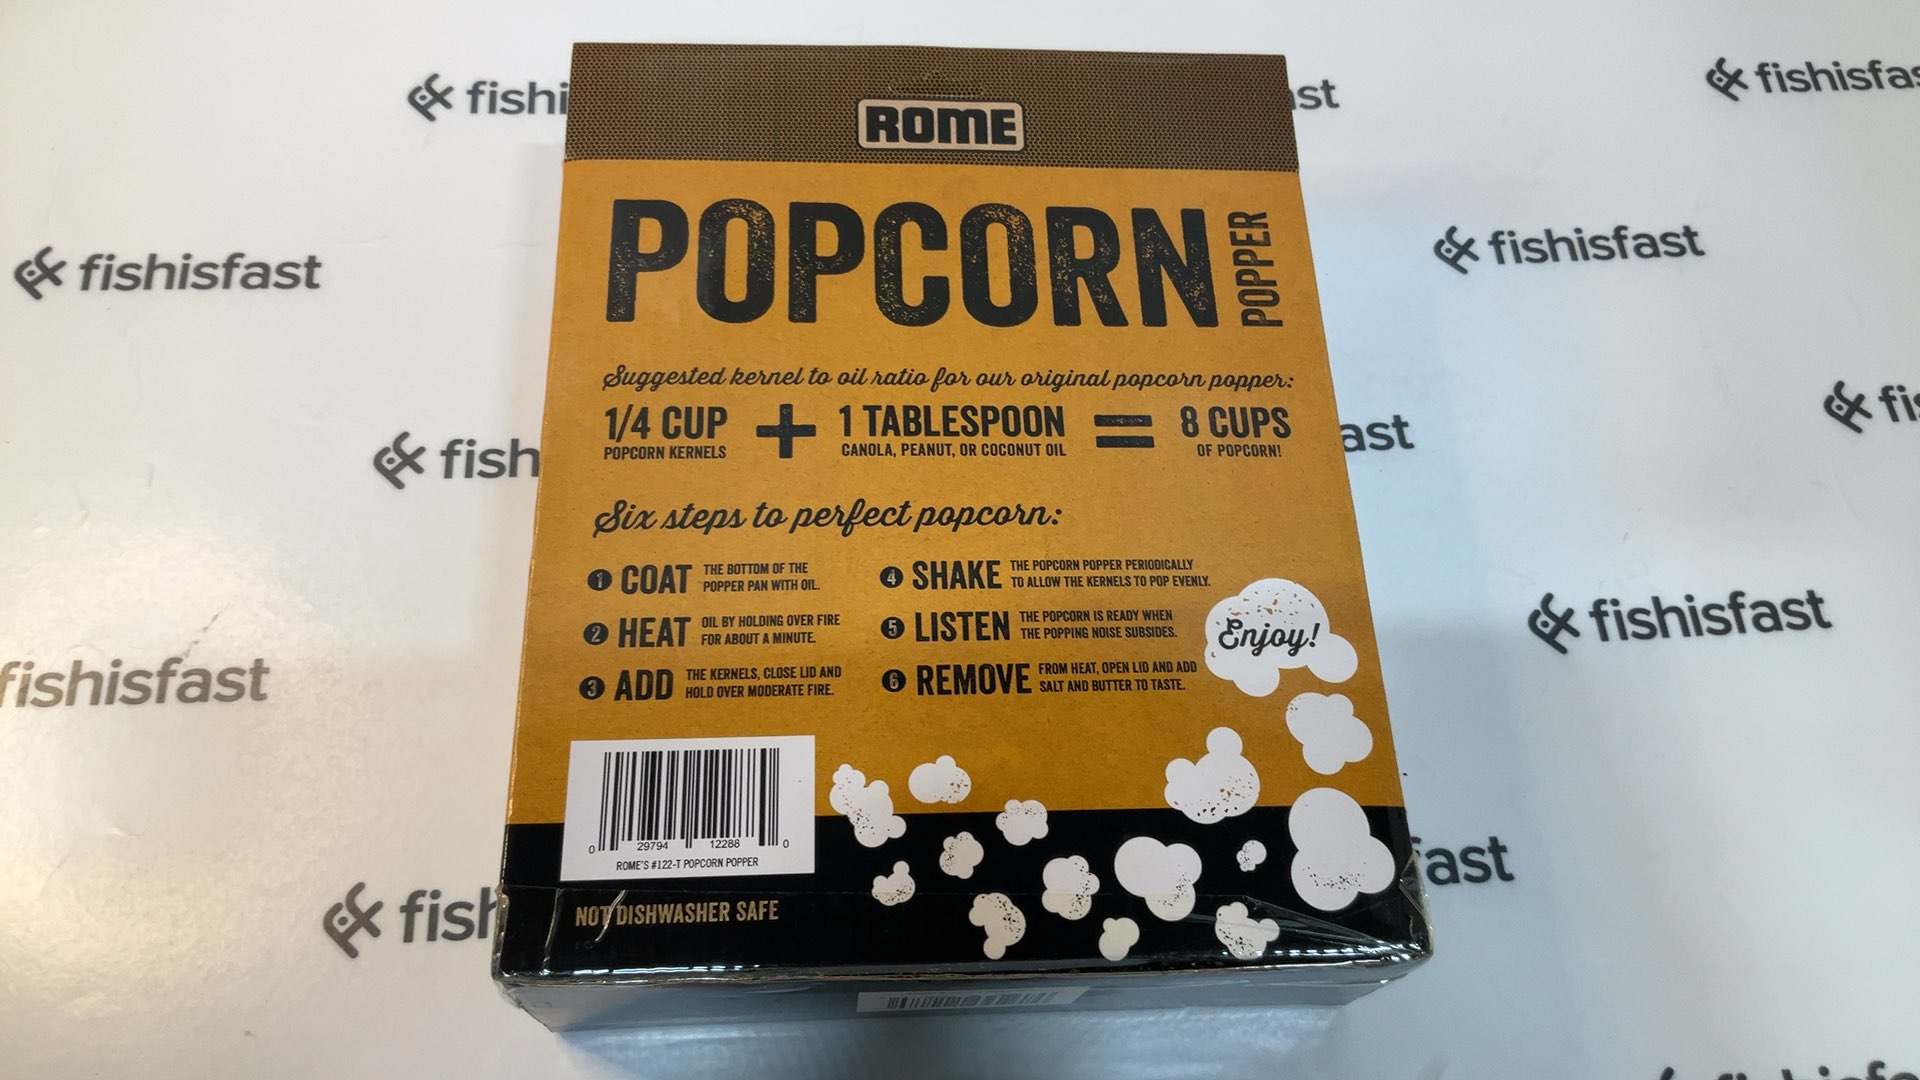 fishisfast
ROME
POPCORN
POPPER
Suggested kernel to oil ratio for our original popcorn popper:
1/4 CUP + 1 TABLESPOON = 8 CUPS
POPCORN KERNELS CANOLA, PEANUT, OR COCONUT OIL OF POPCORN!
Six steps to perfect popcorn:
1 COAT THE BOTTOM OF THE
POPPER PAN WITH OIL.
2 HEAT OIL BY HOLDING OVER FIRE
FOR ABOUT A MINUTE.
3 ADD THE KERNELS, CLOSE LID AND
HOLD OVER MODERATE FIRE.
4 SHAKE THE POPCORN POPPER PERIODICALLY
TO ALLOW THE KERNELS TO POP EVENLY.
5 LISTEN THE POPCORN IS READY WHEN
THE POPPING NOISE SUBSIDES.
6 REMOVE FROM HEAT, OPEN LID AND ADD
SALT AND BUTTER TO TASTE.
Enjoy!
0 29794 12288 0
ROME'S #122-T POPCORN POPPER
NOT DISHWASHER SAFE
fishisfast
fishisfast
fishisfast